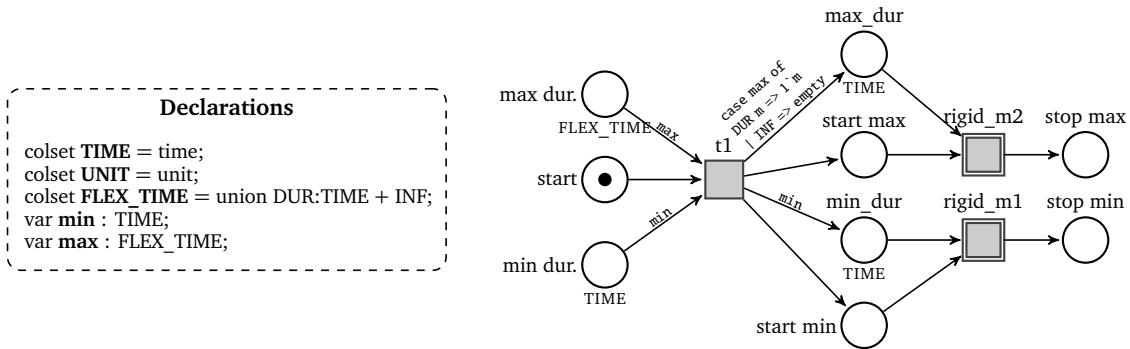 Declarations
colset TIME = time;
colset UNIT = unit;
colset FLEX_TIME = union DUR:TIME + INF;
var min : TIME;
var max : FLEX_TIME;
max_dur
TIME
case max of
DUR m => 1`m
| INF => empty
max dur.
FLEX_TIME
max
start max
rigid_m2
stop max
t1
start
min
min
min_dur
TIME
rigid_m1
stop min
min dur.
TIME
start min